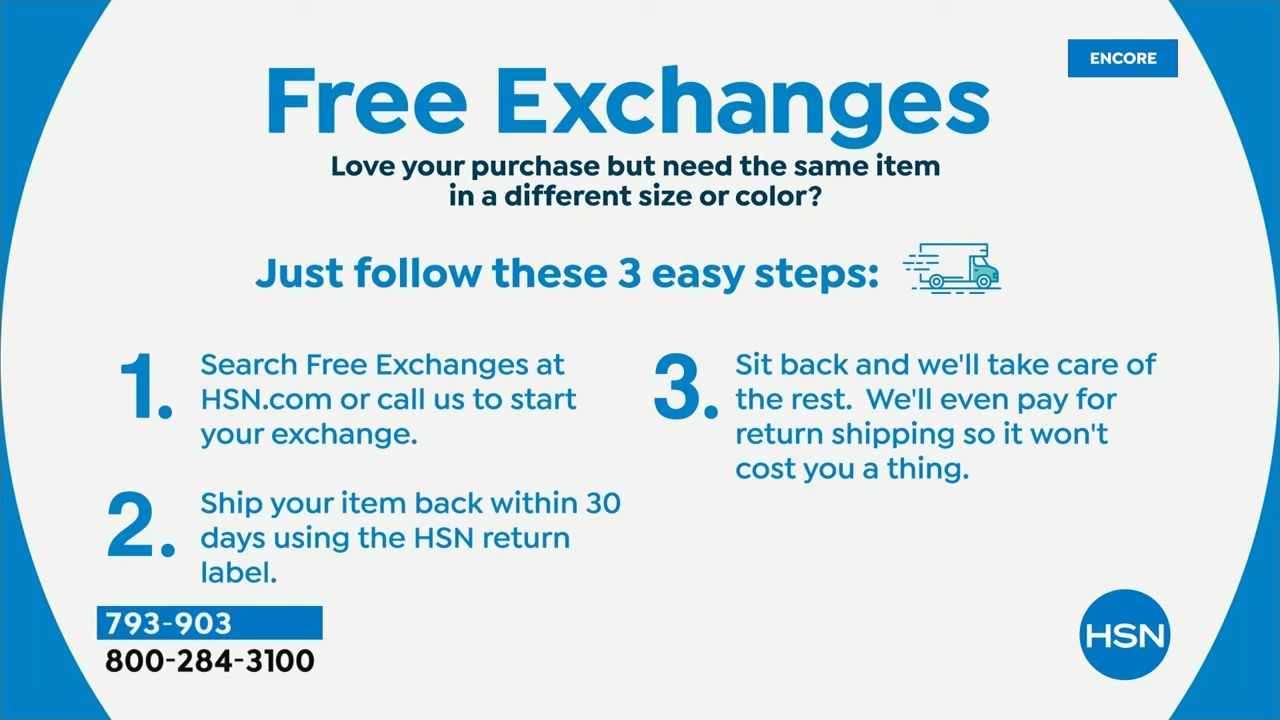 ENCORE
Free Exchanges
Love your purchase but need the same item
in a different size or color?
Just follow these 3 easy steps:
1. Search Free Exchanges at
HSN.com or call us to start
your exchange.
2. Ship your item back within 30
days using the HSN return
label.
3. Sit back and we'll take care of
the rest. We'll even pay for
return shipping so it won't
cost you a thing.
793-903
800-284-3100
HSN